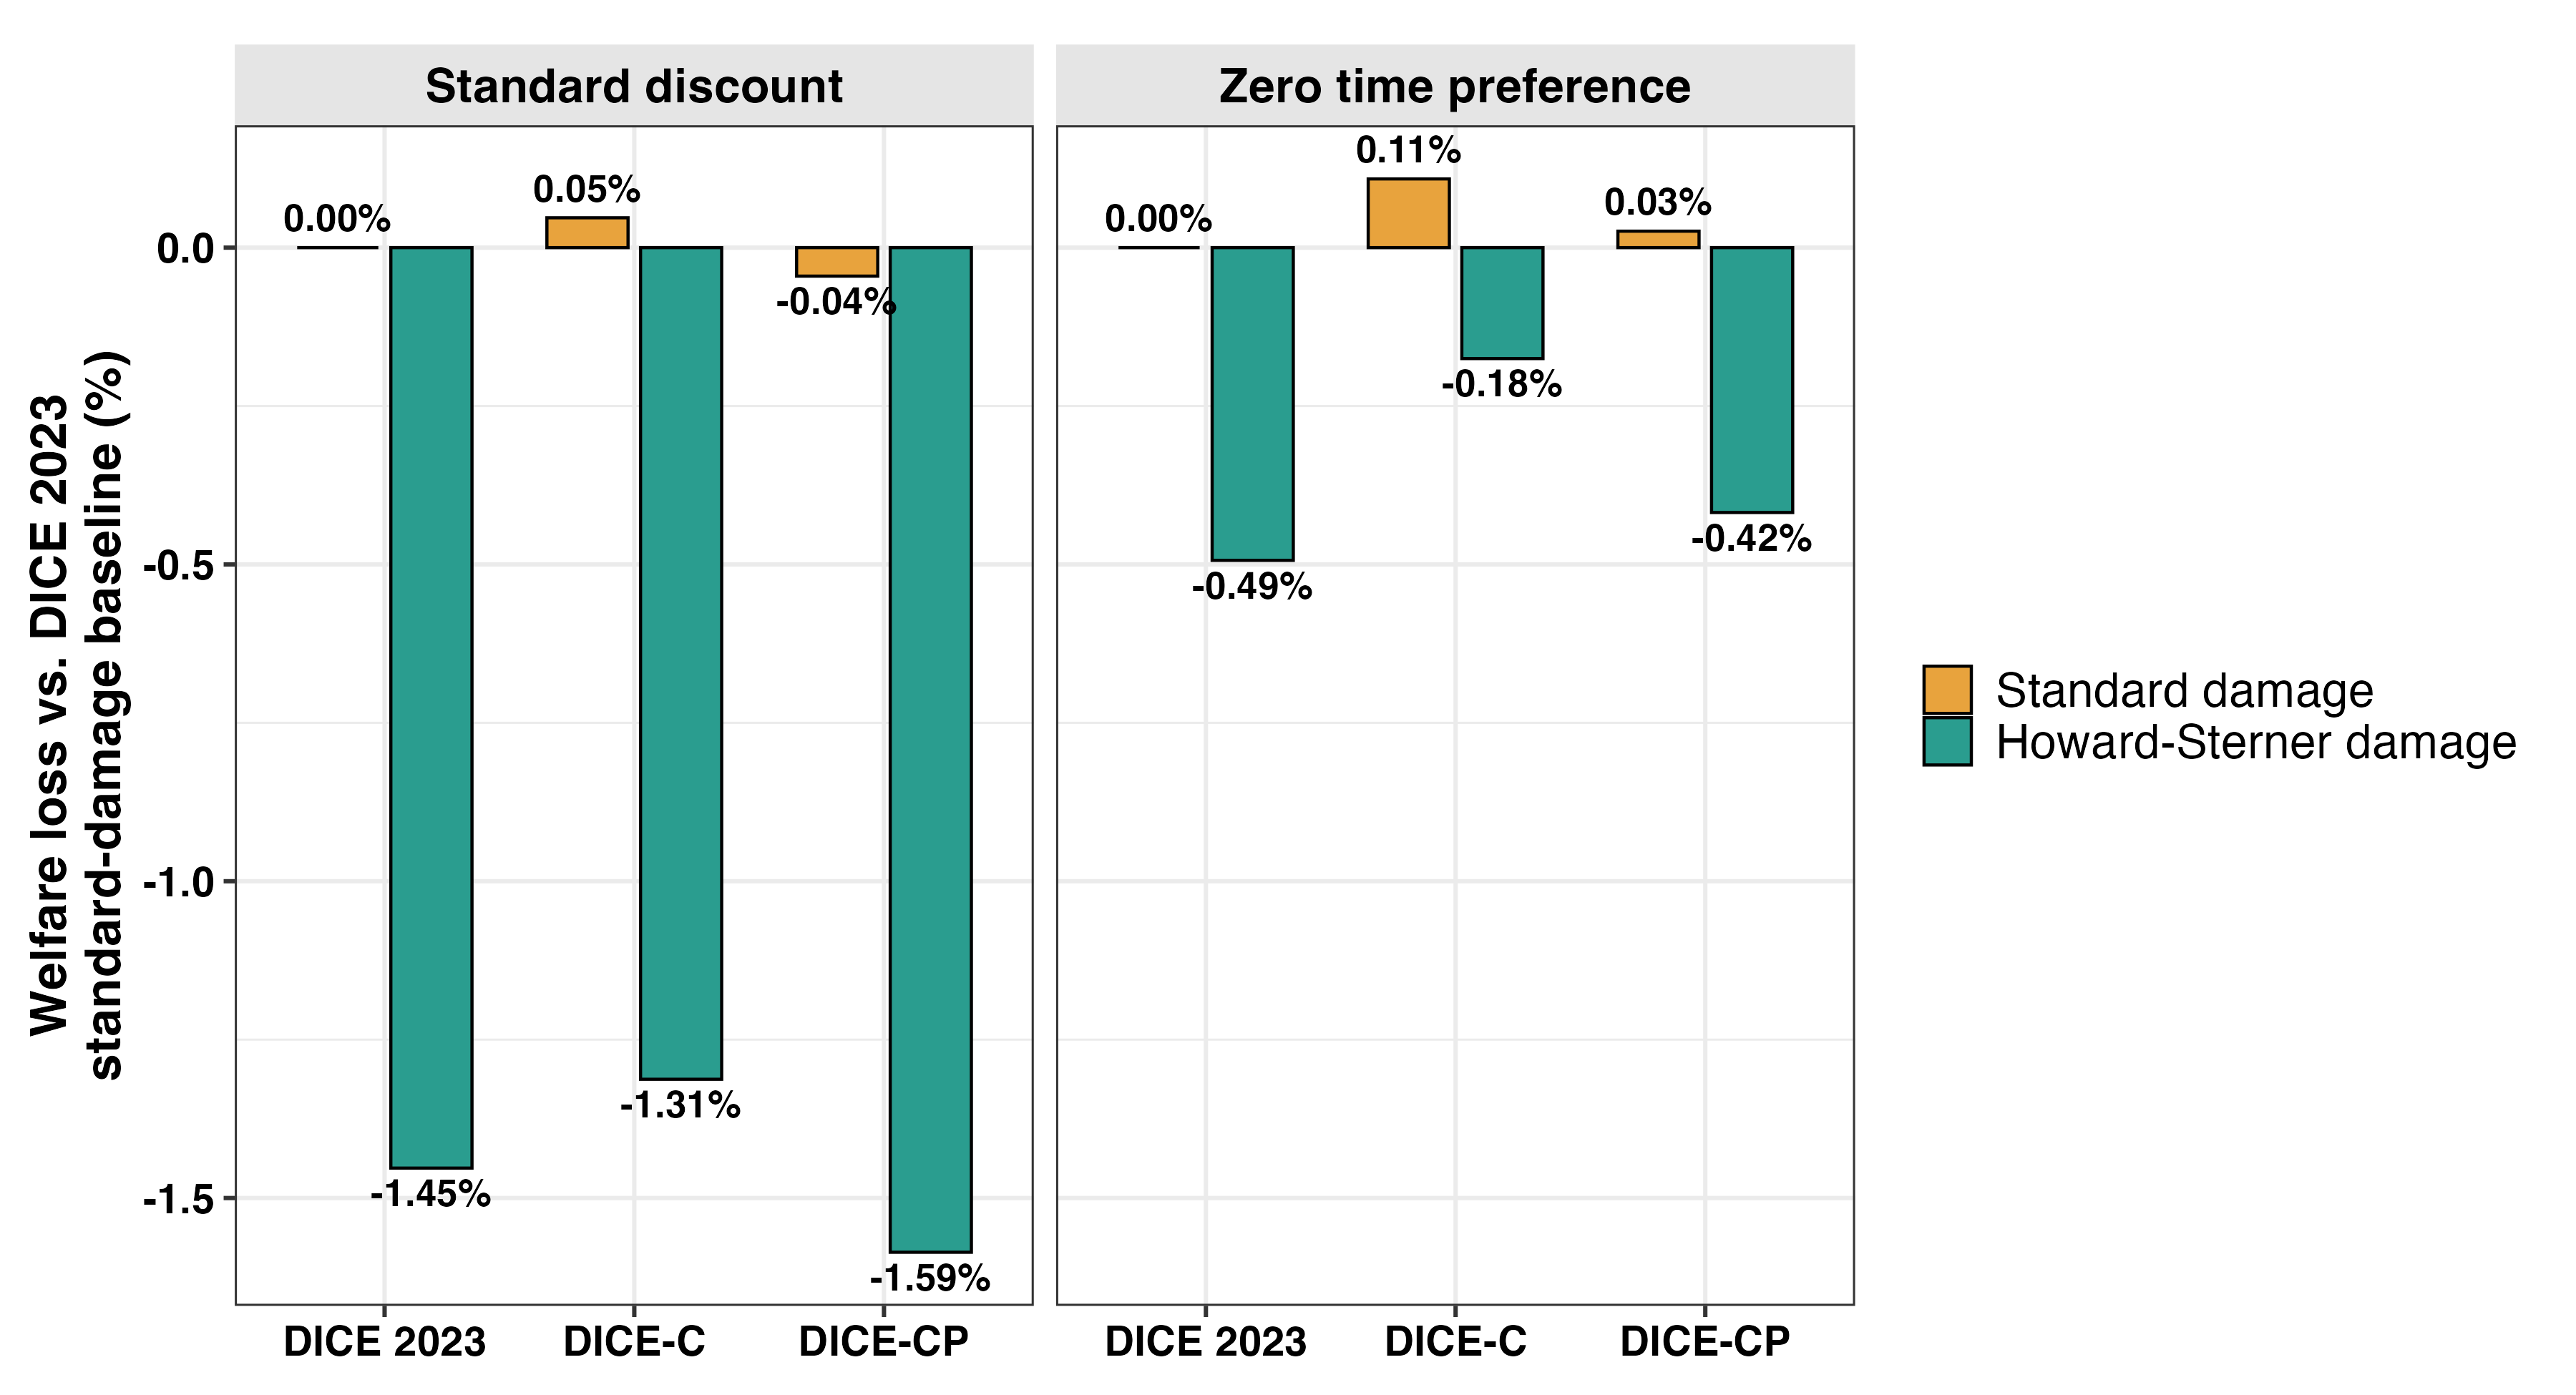 Standard discount
Zero time preference
Welfare loss vs. DICE 2023
standard-damage baseline (%)
0.0
-0.5
-1.0
-1.5
0.00%
-1.45%
0.05%
-1.31%
-0.04%
-1.59%
0.00%
-0.49%
0.11%
-0.18%
0.03%
-0.42%
DICE 2023
DICE-C
DICE-CP
DICE 2023
DICE-C
DICE-CP
Standard damage
Howard-Sterner damage